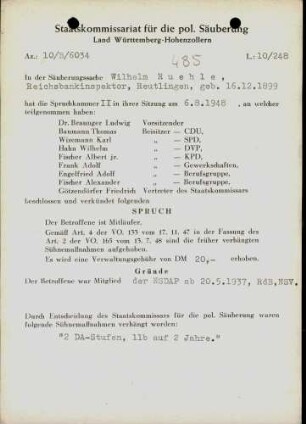 Staatskommissariat für die pol. Säuberung
Land Württemberg-Hohenzollern
Az.: 10/B/6034
L: 10/248
485
In der Säuberungssache Wilhelm Ruehle,
Reichsbankinspektor, Reutlingen, geb. 16.12.1899
hat die Spruchkammer II in ihrer Sitzung am 6.8.1948 , an welcher
teilgenommen haben:
Dr. Brasinger Ludwig Vorsitzender
Baumann Thomas Beisitzer – CDU,
Wiesmann Karl „ – SPD,
Hahn Wilhelm „ – DVP,
Fischer Albert jr. „ – KPD,
Frank Adolf „ – Gewerkschaften,
Engelfried Adolf „ – Berufsgruppe,
Fischer Alexander „ – Berufsgruppe,
Götzendörfer Friedrich Vertreter des Staatskommissars
beschlossen und verkündet folgenden
SPRUCH
Der Betroffene ist Mitläufer.
Gemäß Art. 4 der VO. 133 vom 17. 11. 47 in der Fassung des
Art. 2 der VO. 165 vom 13. 7. 48 sind die früher verhängten
Sühnemaßnahmen aufgehoben.
Es wird eine Verwaltungsgebühr von DM 20,- erhoben.
Gründe
Der Betroffene war Mitglied der NSDAP ab 20.5.1937, RdB,NSV.
Durch Entscheidung des Staatskommissars für die pol. Säuberung waren
folgende Sühnemaßnahmen verhängt worden:
"2 DA-Stufen, 11b auf 2 Jahre."